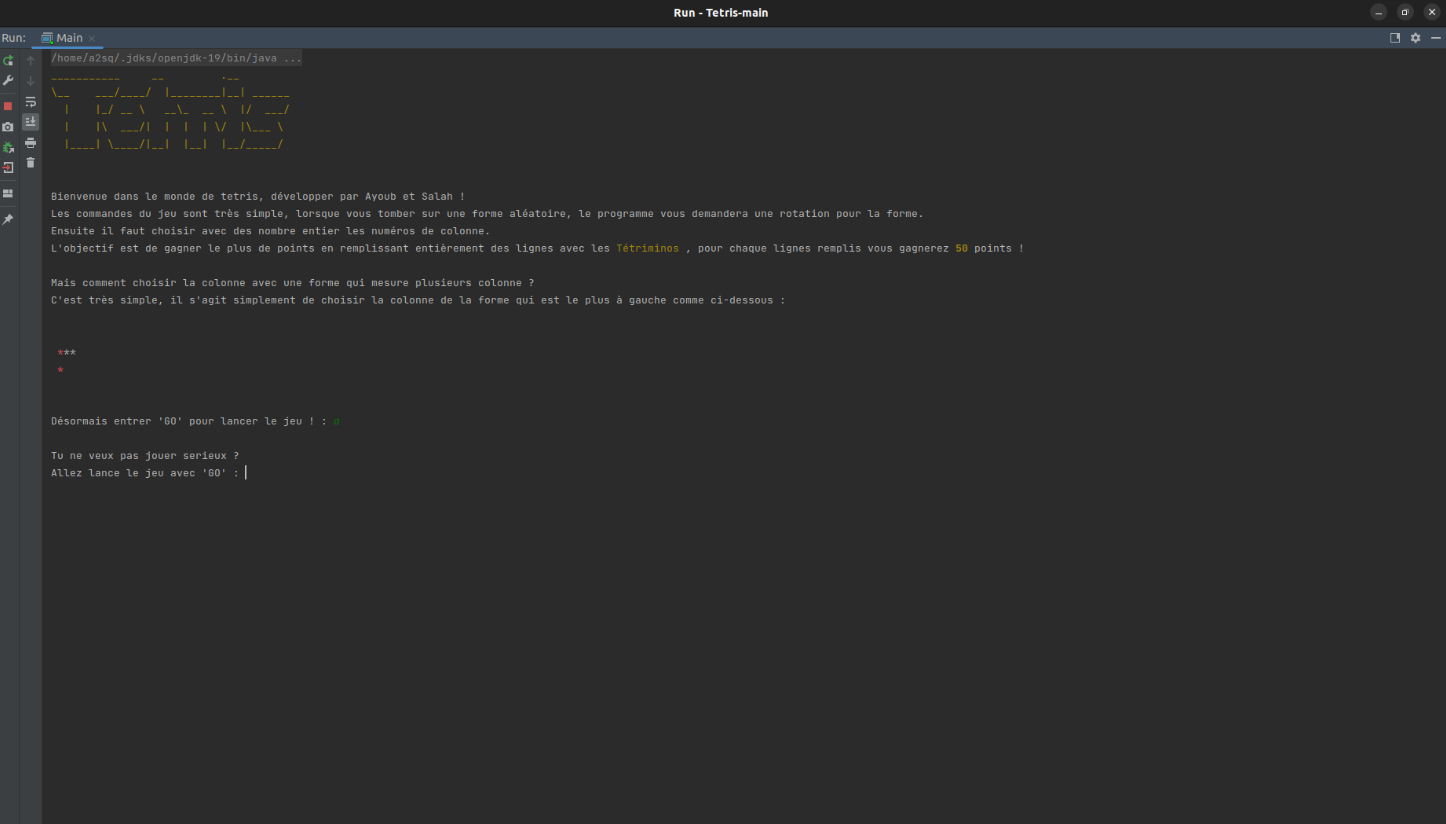 Run - Tetris-main
Run: Main
/home/a2sq/.jdks/openjdk-19/bin/java ...
___________     __         .__
\__    ___/____/  |________|__| ______
  |    |_/ __ \   __\_  __ \  |/  ___/
  |    |\  ___/|  |  |  | \/  |\___ \
  |____| \____/|__|  |__|  |__/_____/
Bienvenue dans le monde de tetris, développer par Ayoub et Salah !
Les commandes du jeu sont très simple, lorsque vous tomber sur une forme aléatoire, le programme vous demandera une rotation pour la forme.
Ensuite il faut choisir avec des nombre entier les numéros de colonne.
L'objectif est de gagner le plus de points en remplissant entièrement des lignes avec les Tétriminos , pour chaque lignes remplis vous gagnerez 50 points !
Mais comment choisir la colonne avec une forme qui mesure plusieurs colonne ?
C'est très simple, il s'agit simplement de choisir la colonne de la forme qui est le plus à gauche comme ci-dessous :
***
*
Désormais entrer 'GO' pour lancer le jeu ! : o
Tu ne veux pas jouer serieux ?
Allez lance le jeu avec 'GO' :